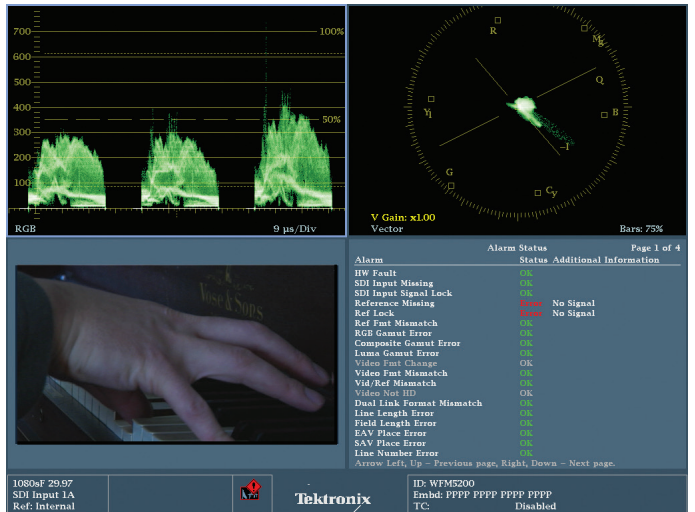 700
600
500
400
300
200
100
100%
50%
RGB
9 µs/Div
R
Mg
Q
B
Yl
-I
G
Cy
V Gain: x1.00
Vector
Bars: 75%
Vose & Sons
Alarm Status Page 1 of 4
Alarm Status Additional Information
HW Fault OK
SDI Input Missing OK
SDI Input Signal Lock OK
Reference Missing Error No Signal
Ref Lock Error No Signal
Ref Fmt Mismatch OK
RGB Gamut Error OK
Composite Gamut Error OK
Luma Gamut Error OK
Video Fmt Change OK
Video Fmt Mismatch OK
Vid/Ref Mismatch OK
Video Not HD OK
Dual Link Format Mismatch OK
Line Length Error OK
Field Length Error OK
EAV Place Error OK
SAV Place Error OK
Line Number Error OK
Arrow Left, Up - Previous page, Right, Down - Next page.
1080sF 29.97
SDI Input 1A
Ref: Internal
Tektronix
ID: WFM5200
Embd: PPPP PPPP PPPP PPPP
TC: Disabled